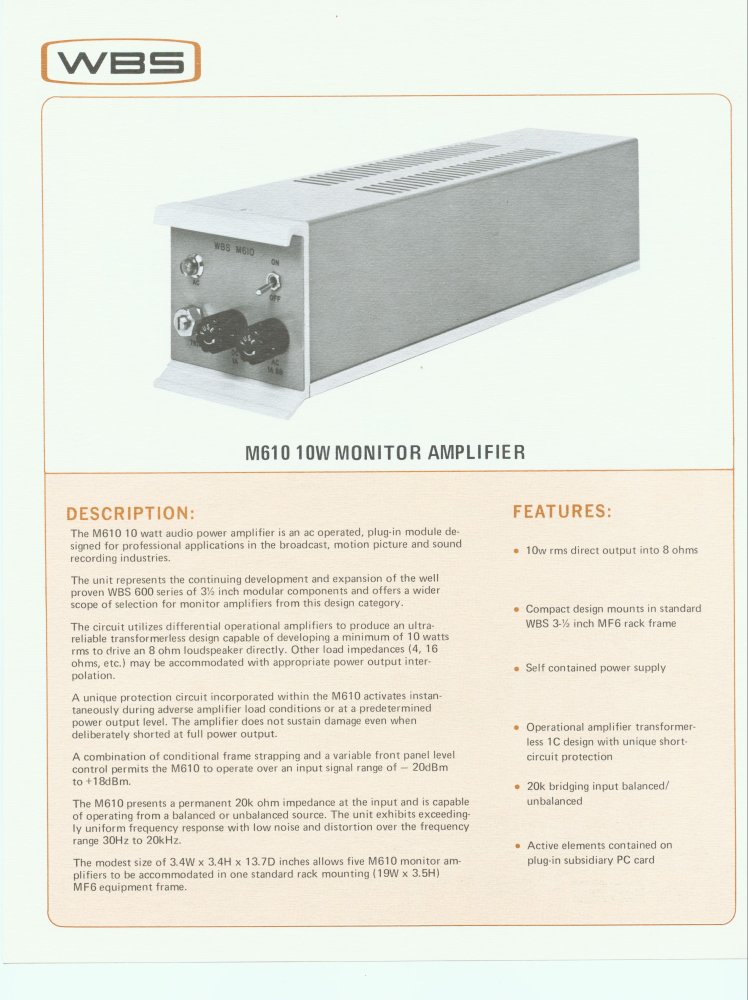 WBS
WBS M610
ON
AC
OFF
DC
1A
AC
1A SB
M610 10W MONITOR AMPLIFIER
DESCRIPTION:
The M610 10 watt audio power amplifier is an ac operated, plug-in module de-
signed for professional applications in the broadcast, motion picture and sound
recording industries.
The unit represents the continuing development and expansion of the well
proven WBS 600 series of 3½ inch modular components and offers a wider
scope of selection for monitor amplifiers from this design category.
The circuit utilizes differential operational amplifiers to produce an ultra-
reliable transformerless design capable of developing a minimum of 10 watts
rms to drive an 8 ohm loudspeaker directly. Other load impedances (4, 16
ohms, etc.) may be accommodated with appropriate power output inter-
polation.
A unique protection circuit incorporated within the M610 activates instan-
taneously during adverse amplifier load conditions or at a predetermined
power output level. The amplifier does not sustain damage even when
deliberately shorted at full power output.
A combination of conditional frame strapping and a variable front panel level
control permits the M610 to operate over an input signal range of — 20dBm
to +18dBm.
The M610 presents a permanent 20k ohm impedance at the input and is capable
of operating from a balanced or unbalanced source. The unit exhibits exceeding-
ly uniform frequency response with low noise and distortion over the frequency
range 30Hz to 20kHz.
The modest size of 3.4W x 3.4H x 13.7D inches allows five M610 monitor am-
plifiers to be accommodated in one standard rack mounting (19W x 3.5H)
MF6 equipment frame.
FEATURES:
• 10w rms direct output into 8 ohms
• Compact design mounts in standard
WBS 3-½ inch MF6 rack frame
• Self contained power supply
• Operational amplifier transformer-
less 1C design with unique short-
circuit protection
• 20k bridging input balanced/
unbalanced
• Active elements contained on
plug-in subsidiary PC card